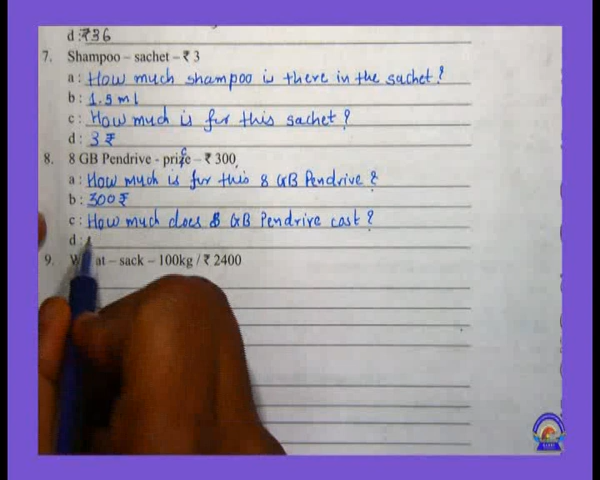 d : ₹36
7. Shampoo – sachet – ₹ 3
a : How much shampoo is there in the sachet?
b : 1.5 ml
c : How much is for this sachet?
d : 3 ₹
8. 8 GB Pendrive - prize c – ₹ 300,
a : How much is for this 8 GB Pendrive?
b : 300 ₹
c : How much does 8 GB Pendrive cost?
d :
9. W at – sack – 100kg / ₹ 2400